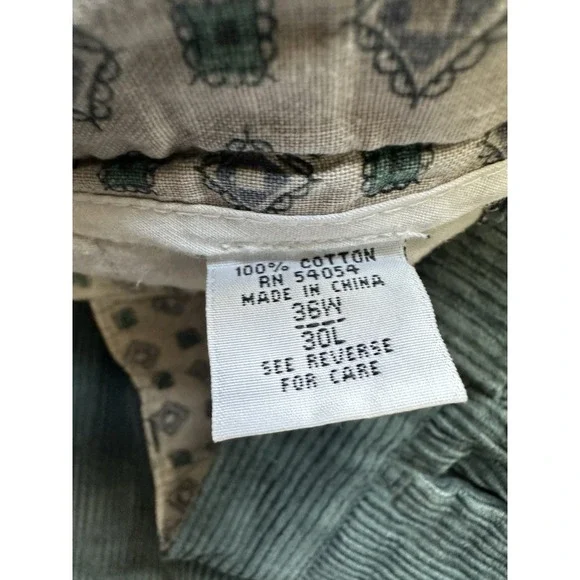 100% COTTON
RN 54054
MADE IN CHINA
36W
30L
SEE REVERSE
FOR CARE